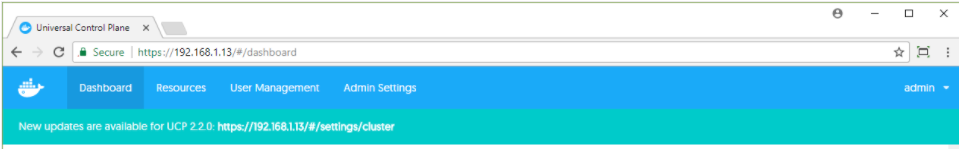 Universal Control Plane
Secure | https://192.168.1.13/#/dashboard
Dashboard Resources User Management Admin Settings admin
New updates are available for UCP 2.2.0: https://192.168.1.13/#/settings/cluster